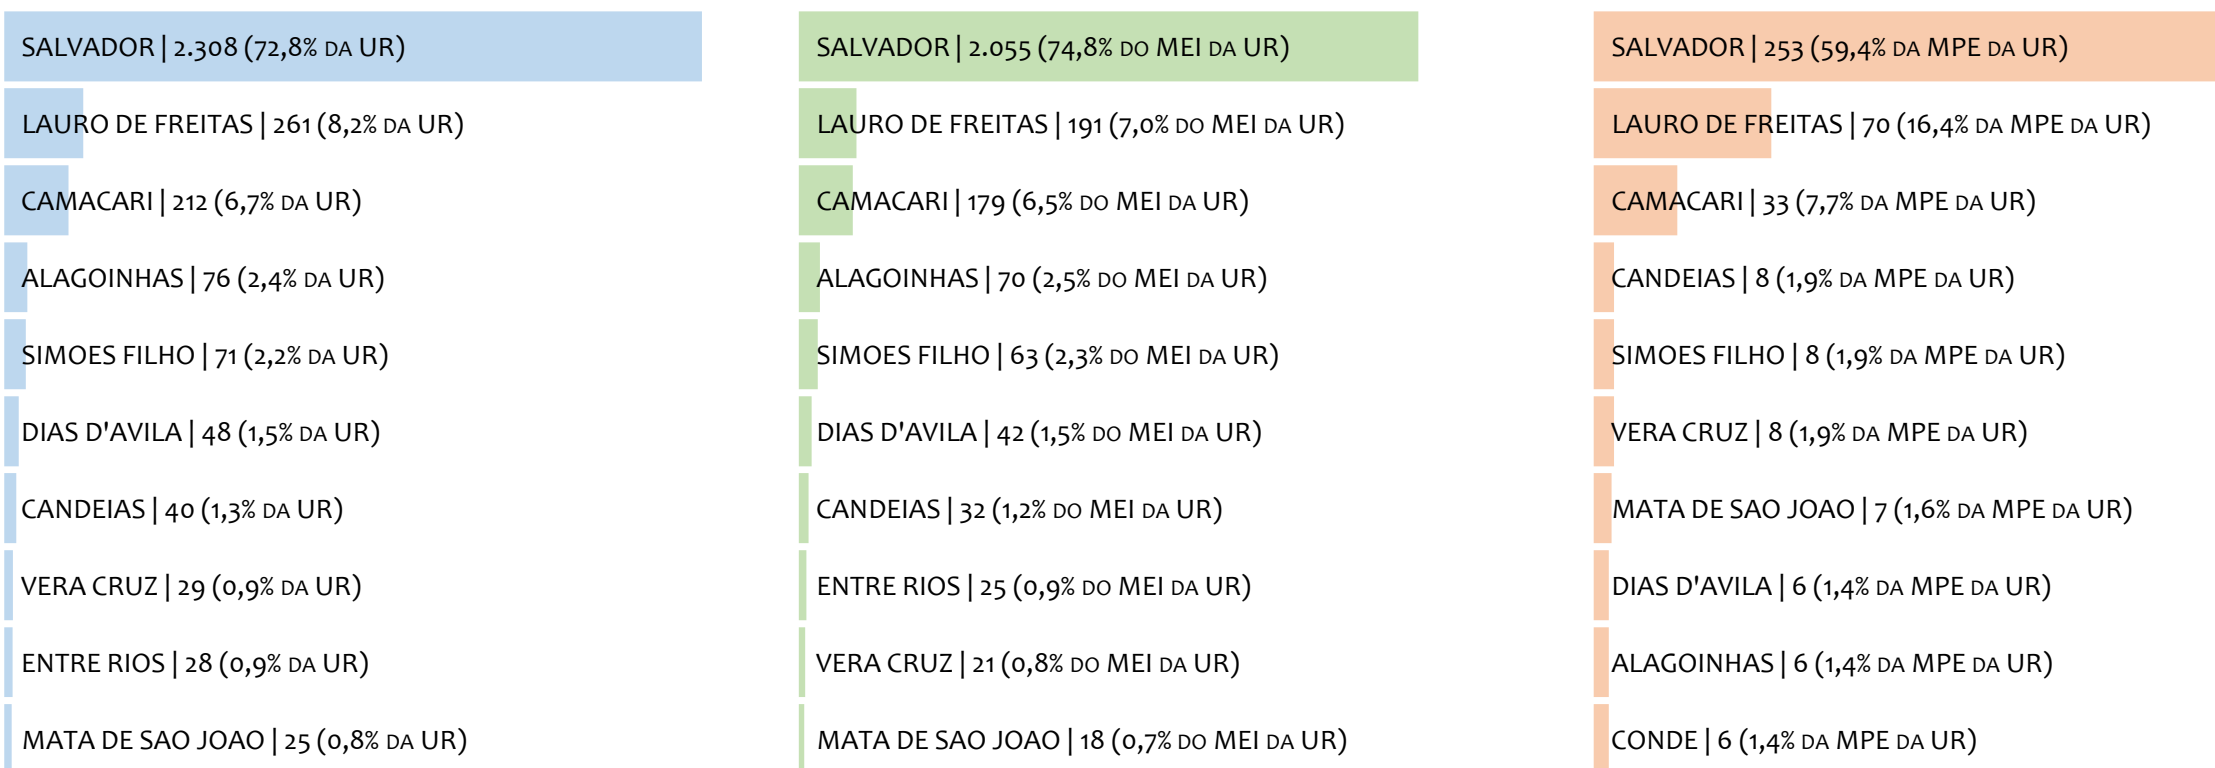 SALVADOR | 2.308 (72,8% DA UR)
LAURO DE FREITAS | 261 (8,2% DA UR)
CAMACARI | 212 (6,7% DA UR)
ALAGOINHAS | 76 (2,4% DA UR)
SIMOES FILHO | 71 (2,2% DA UR)
DIAS D'AVILA | 48 (1,5% DA UR)
CANDEIAS | 40 (1,3% DA UR)
VERA CRUZ | 29 (0,9% DA UR)
ENTRE RIOS | 28 (0,9% DA UR)
MATA DE SAO JOAO | 25 (0,8% DA UR)
SALVADOR | 2.055 (74,8% DO MEI DA UR)
LAURO DE FREITAS | 191 (7,0% DO MEI DA UR)
CAMACARI | 179 (6,5% DO MEI DA UR)
ALAGOINHAS | 70 (2,5% DO MEI DA UR)
SIMOES FILHO | 63 (2,3% DO MEI DA UR)
DIAS D'AVILA | 42 (1,5% DO MEI DA UR)
CANDEIAS | 32 (1,2% DO MEI DA UR)
ENTRE RIOS | 25 (0,9% DO MEI DA UR)
VERA CRUZ | 21 (0,8% DO MEI DA UR)
MATA DE SAO JOAO | 18 (0,7% DO MEI DA UR)
SALVADOR | 253 (59,4% DA MPE DA UR)
LAURO DE FREITAS | 70 (16,4% DA MPE DA UR)
CAMACARI | 33 (7,7% DA MPE DA UR)
CANDEIAS | 8 (1,9% DA MPE DA UR)
SIMOES FILHO | 8 (1,9% DA MPE DA UR)
VERA CRUZ | 8 (1,9% DA MPE DA UR)
MATA DE SAO JOAO | 7 (1,6% DA MPE DA UR)
DIAS D'AVILA | 6 (1,4% DA MPE DA UR)
ALAGOINHAS | 6 (1,4% DA MPE DA UR)
CONDE | 6 (1,4% DA MPE DA UR)